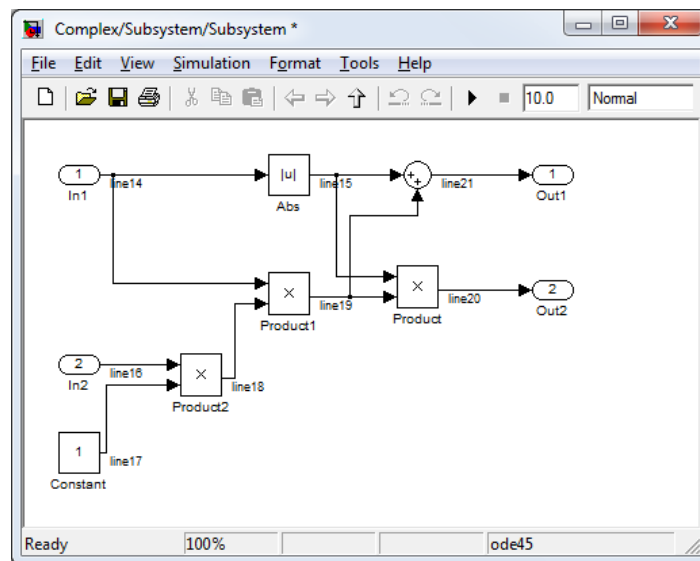 Complex/Subsystem/Subsystem *
File Edit View Simulation Format Tools Help
10.0 Normal
1 line14 |u| line15 + + line21 1
In1 Abs Out1
× line19 × line20 2
Product1 Product Out2
2 line16 × line18
In2 Product2
1 line17
Constant
Ready 100% ode45